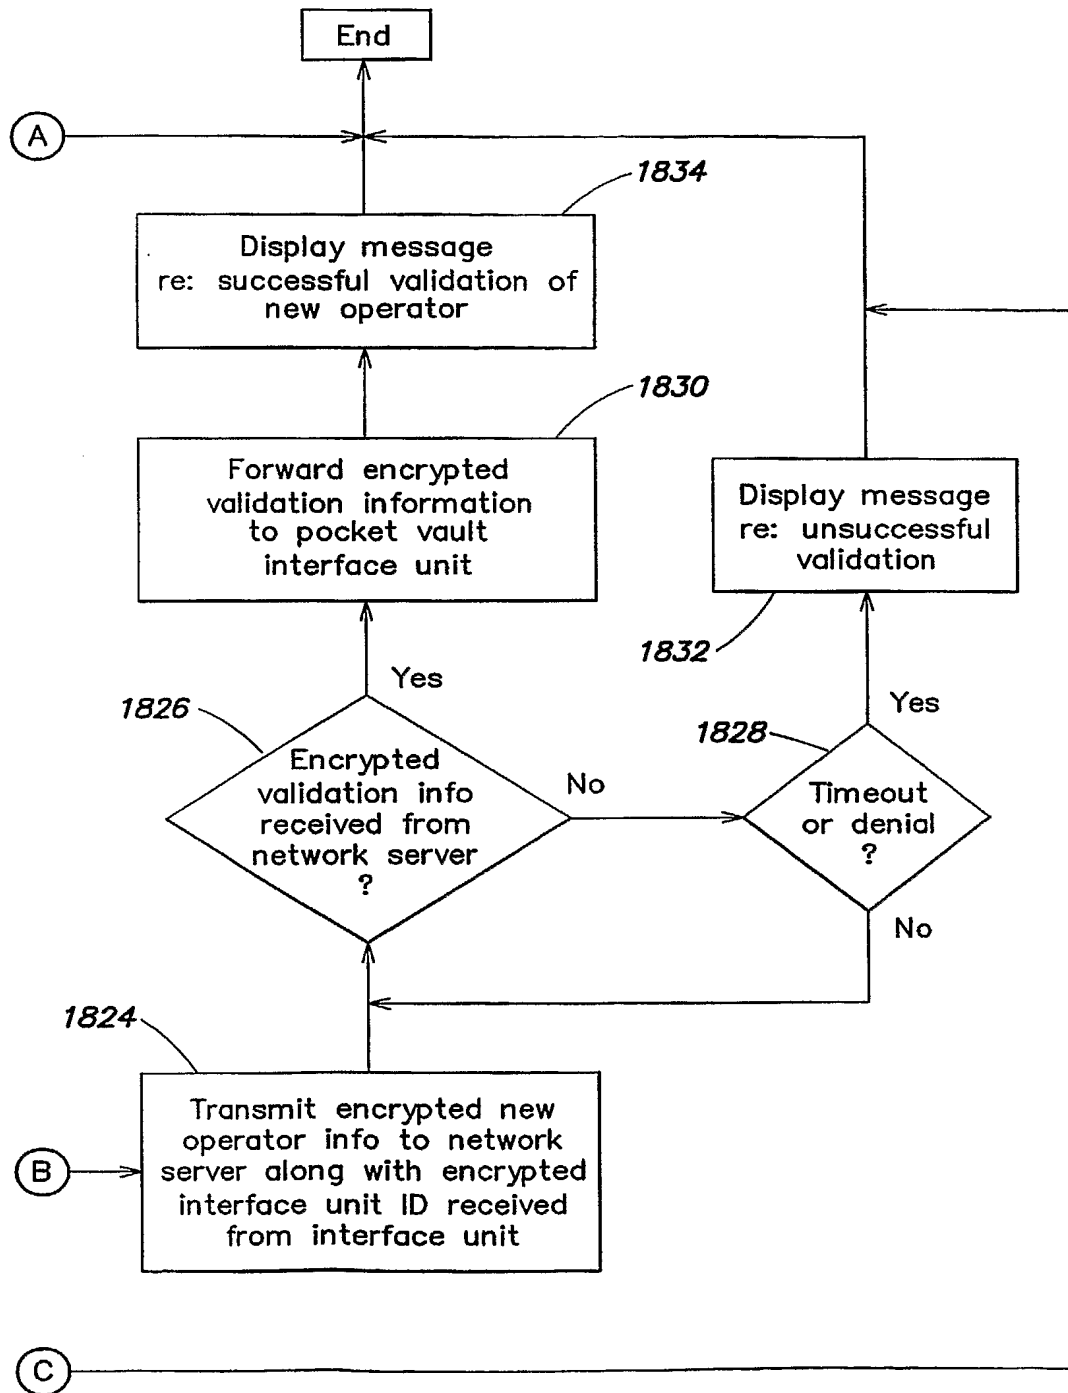 End
A
1834
Display message
re: successful validation of
new operator
1830
Forward encrypted
validation information
to pocket vault
interface unit
Display message
re: unsuccessful
validation
1832
Yes
Yes
1826
1828
Encrypted
validation info
received from
network server
?
No
Timeout
or denial
?
No
1824
Transmit encrypted new
operator info to network
server along with encrypted
interface unit ID received
from interface unit
B
C